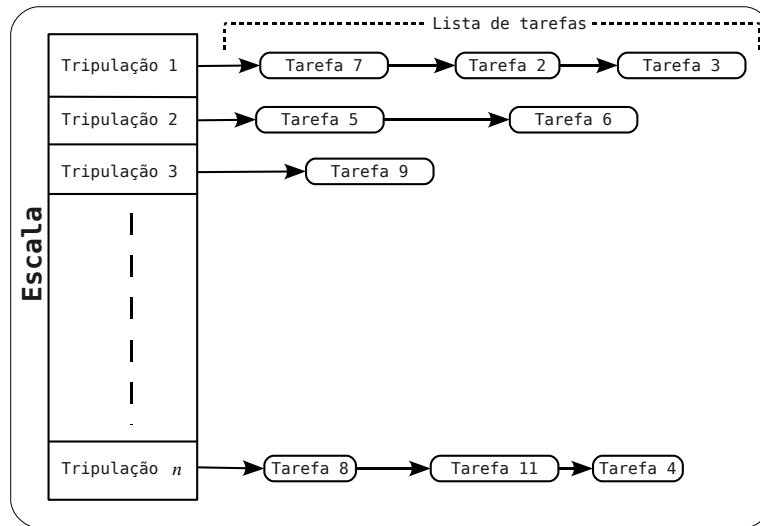 Lista de tarefas
Tripulação 1 Tarefa 7 Tarefa 2 Tarefa 3
Tripulação 2 Tarefa 5 Tarefa 6
Tripulação 3 Tarefa 9
Escala
Tripulação n Tarefa 8 Tarefa 11 Tarefa 4